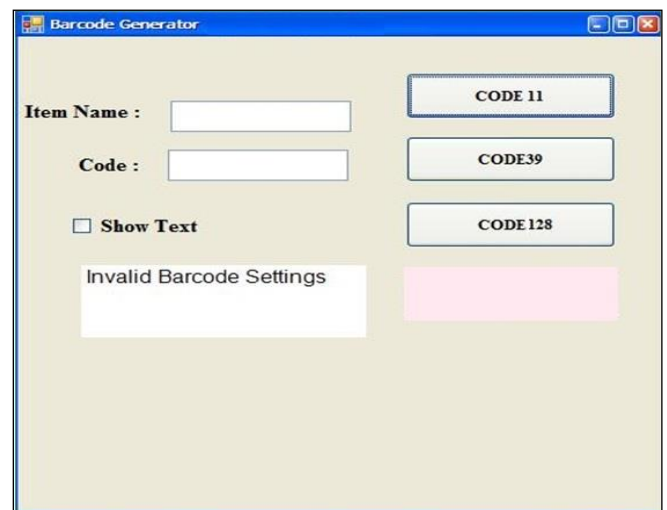 Barcode Generator
Item Name :
CODE 11
Code :
CODE39
Show Text
CODE128
Invalid Barcode Settings